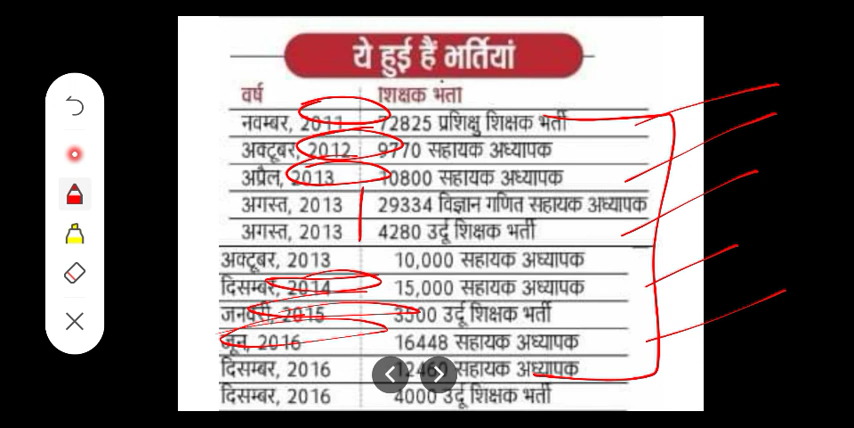 ये हुई हैं भर्तियां
वर्ष शिक्षक भर्ती
नवम्बर, 2011 72825 प्रशिक्षु शिक्षक भर्ती
अक्टूबर, 2012 9770 सहायक अध्यापक
अप्रैल, 2013 10800 सहायक अध्यापक
अगस्त, 2013 29334 विज्ञान गणित सहायक अध्यापक
अगस्त, 2013 4280 उर्दू शिक्षक भर्ती
अक्टूबर, 2013 10,000 सहायक अध्यापक
दिसम्बर, 2014 15,000 सहायक अध्यापक
जनवरी, 2015 3500 उर्दू शिक्षक भर्ती
जून, 2016 16448 सहायक अध्यापक
दिसम्बर, 2016 12460 सहायक अध्यापक
दिसम्बर, 2016 4000 उर्दू शिक्षक भर्ती